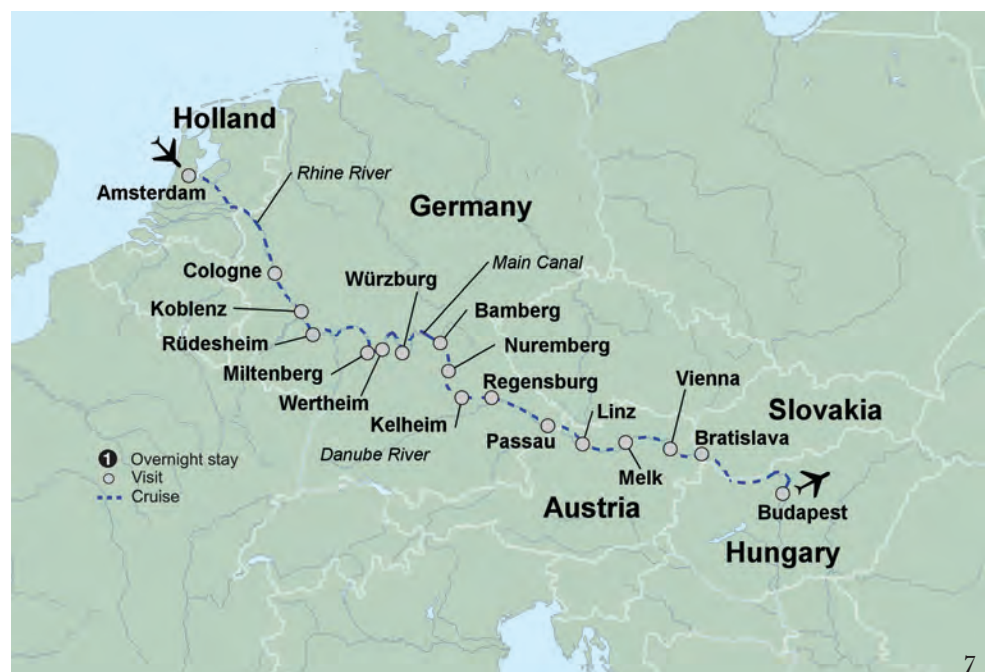 Holland
Amsterdam
Rhine River
Germany
Cologne
Würzburg
Main Canal
Koblenz
Bamberg
Rüdesheim
Nuremberg
Miltenberg
Wertheim
Regensburg
Vienna
Kelheim
Linz
Slovakia
Passau
Bratislava
Danube River
Melk
1 Overnight stay
Visit
Cruise
Austria
Budapest
Hungary
7